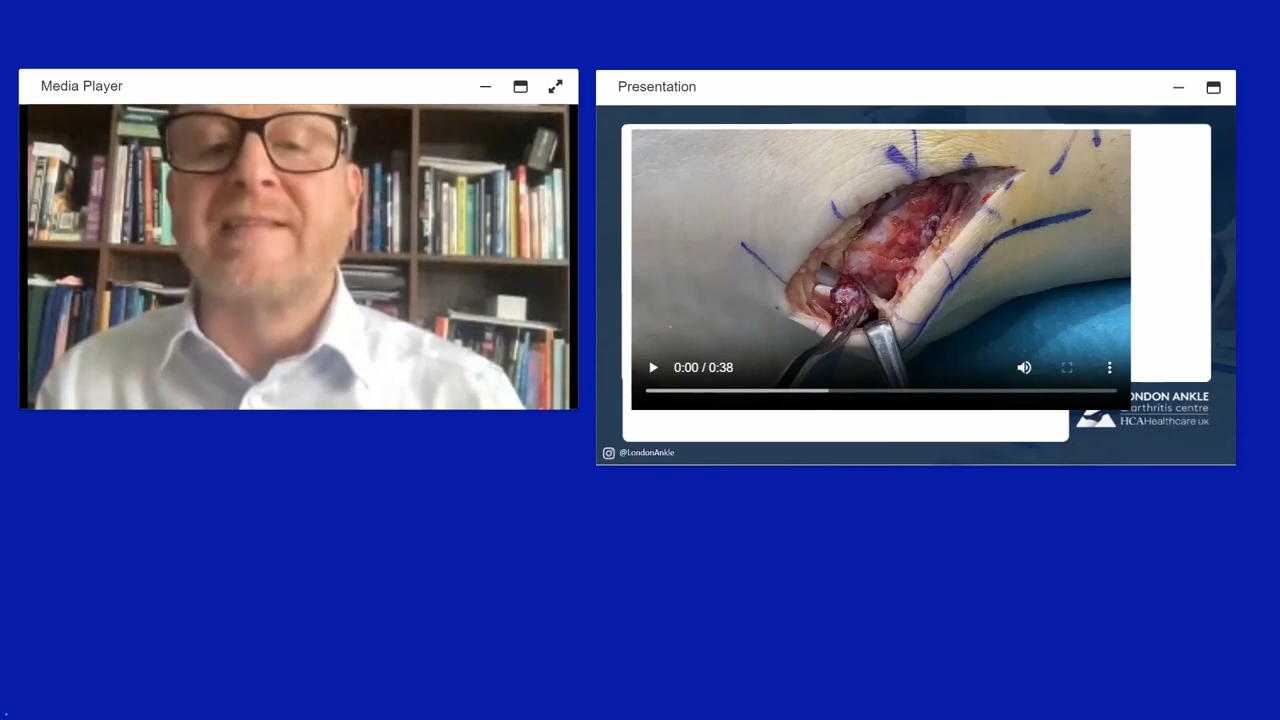 Media Player
Presentation
0:00 / 0:38
ONDON ANKLE
arthritis centre
HCAHealthcare UK
@LondonAnkle